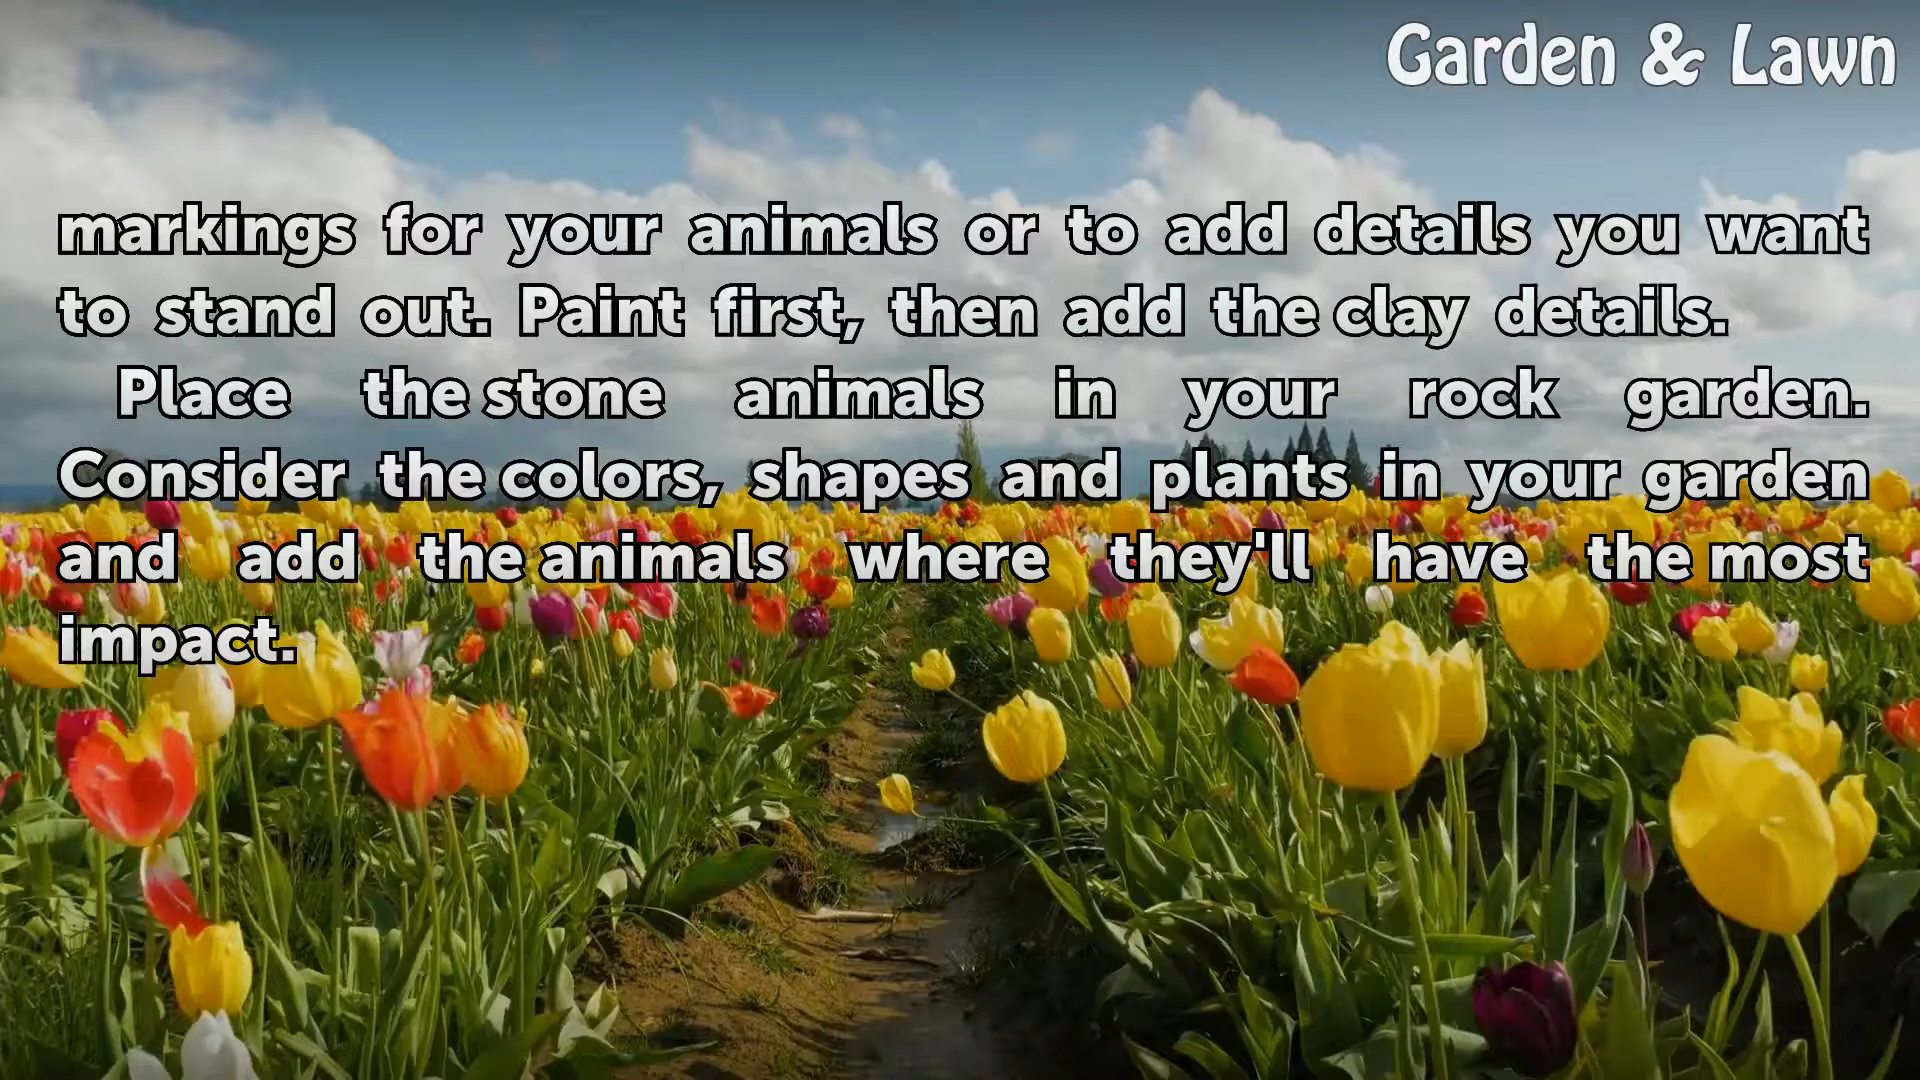 Garden & Lawn
markings for your animals or to add details you want
to stand out. Paint first, then add the clay details.
Place the stone animals in your rock garden.
Consider the colors, shapes and plants in your garden
and add the animals where they'll have the most
impact.